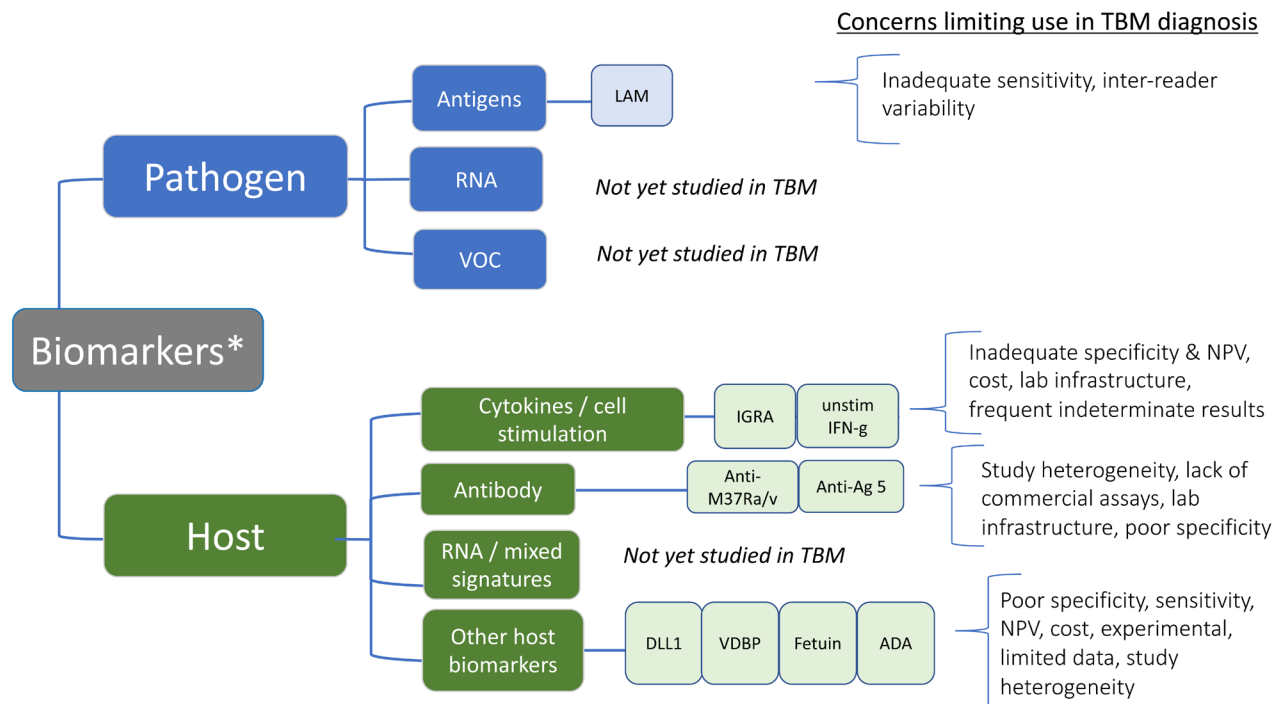 Concerns limiting use in TBM diagnosis
Antigens
LAM
Inadequate sensitivity, inter-reader
variability
Pathogen
RNA
Not yet studied in TBM
VOC
Not yet studied in TBM
Biomarkers*
Cytokines / cell
stimulation
IGRA
unstim
IFN-g
Inadequate specificity & NPV,
cost, lab infrastructure,
frequent indeterminate results
Antibody
Anti-
M37Ra/v
Anti-Ag 5
Study heterogeneity, lack of
commercial assays, lab
infrastructure, poor specificity
Host
RNA / mixed
signatures
Not yet studied in TBM
Other host
biomarkers
DLL1
VDBP
Fetuin
ADA
Poor specificity, sensitivity,
NPV, cost, experimental,
limited data, study
heterogeneity